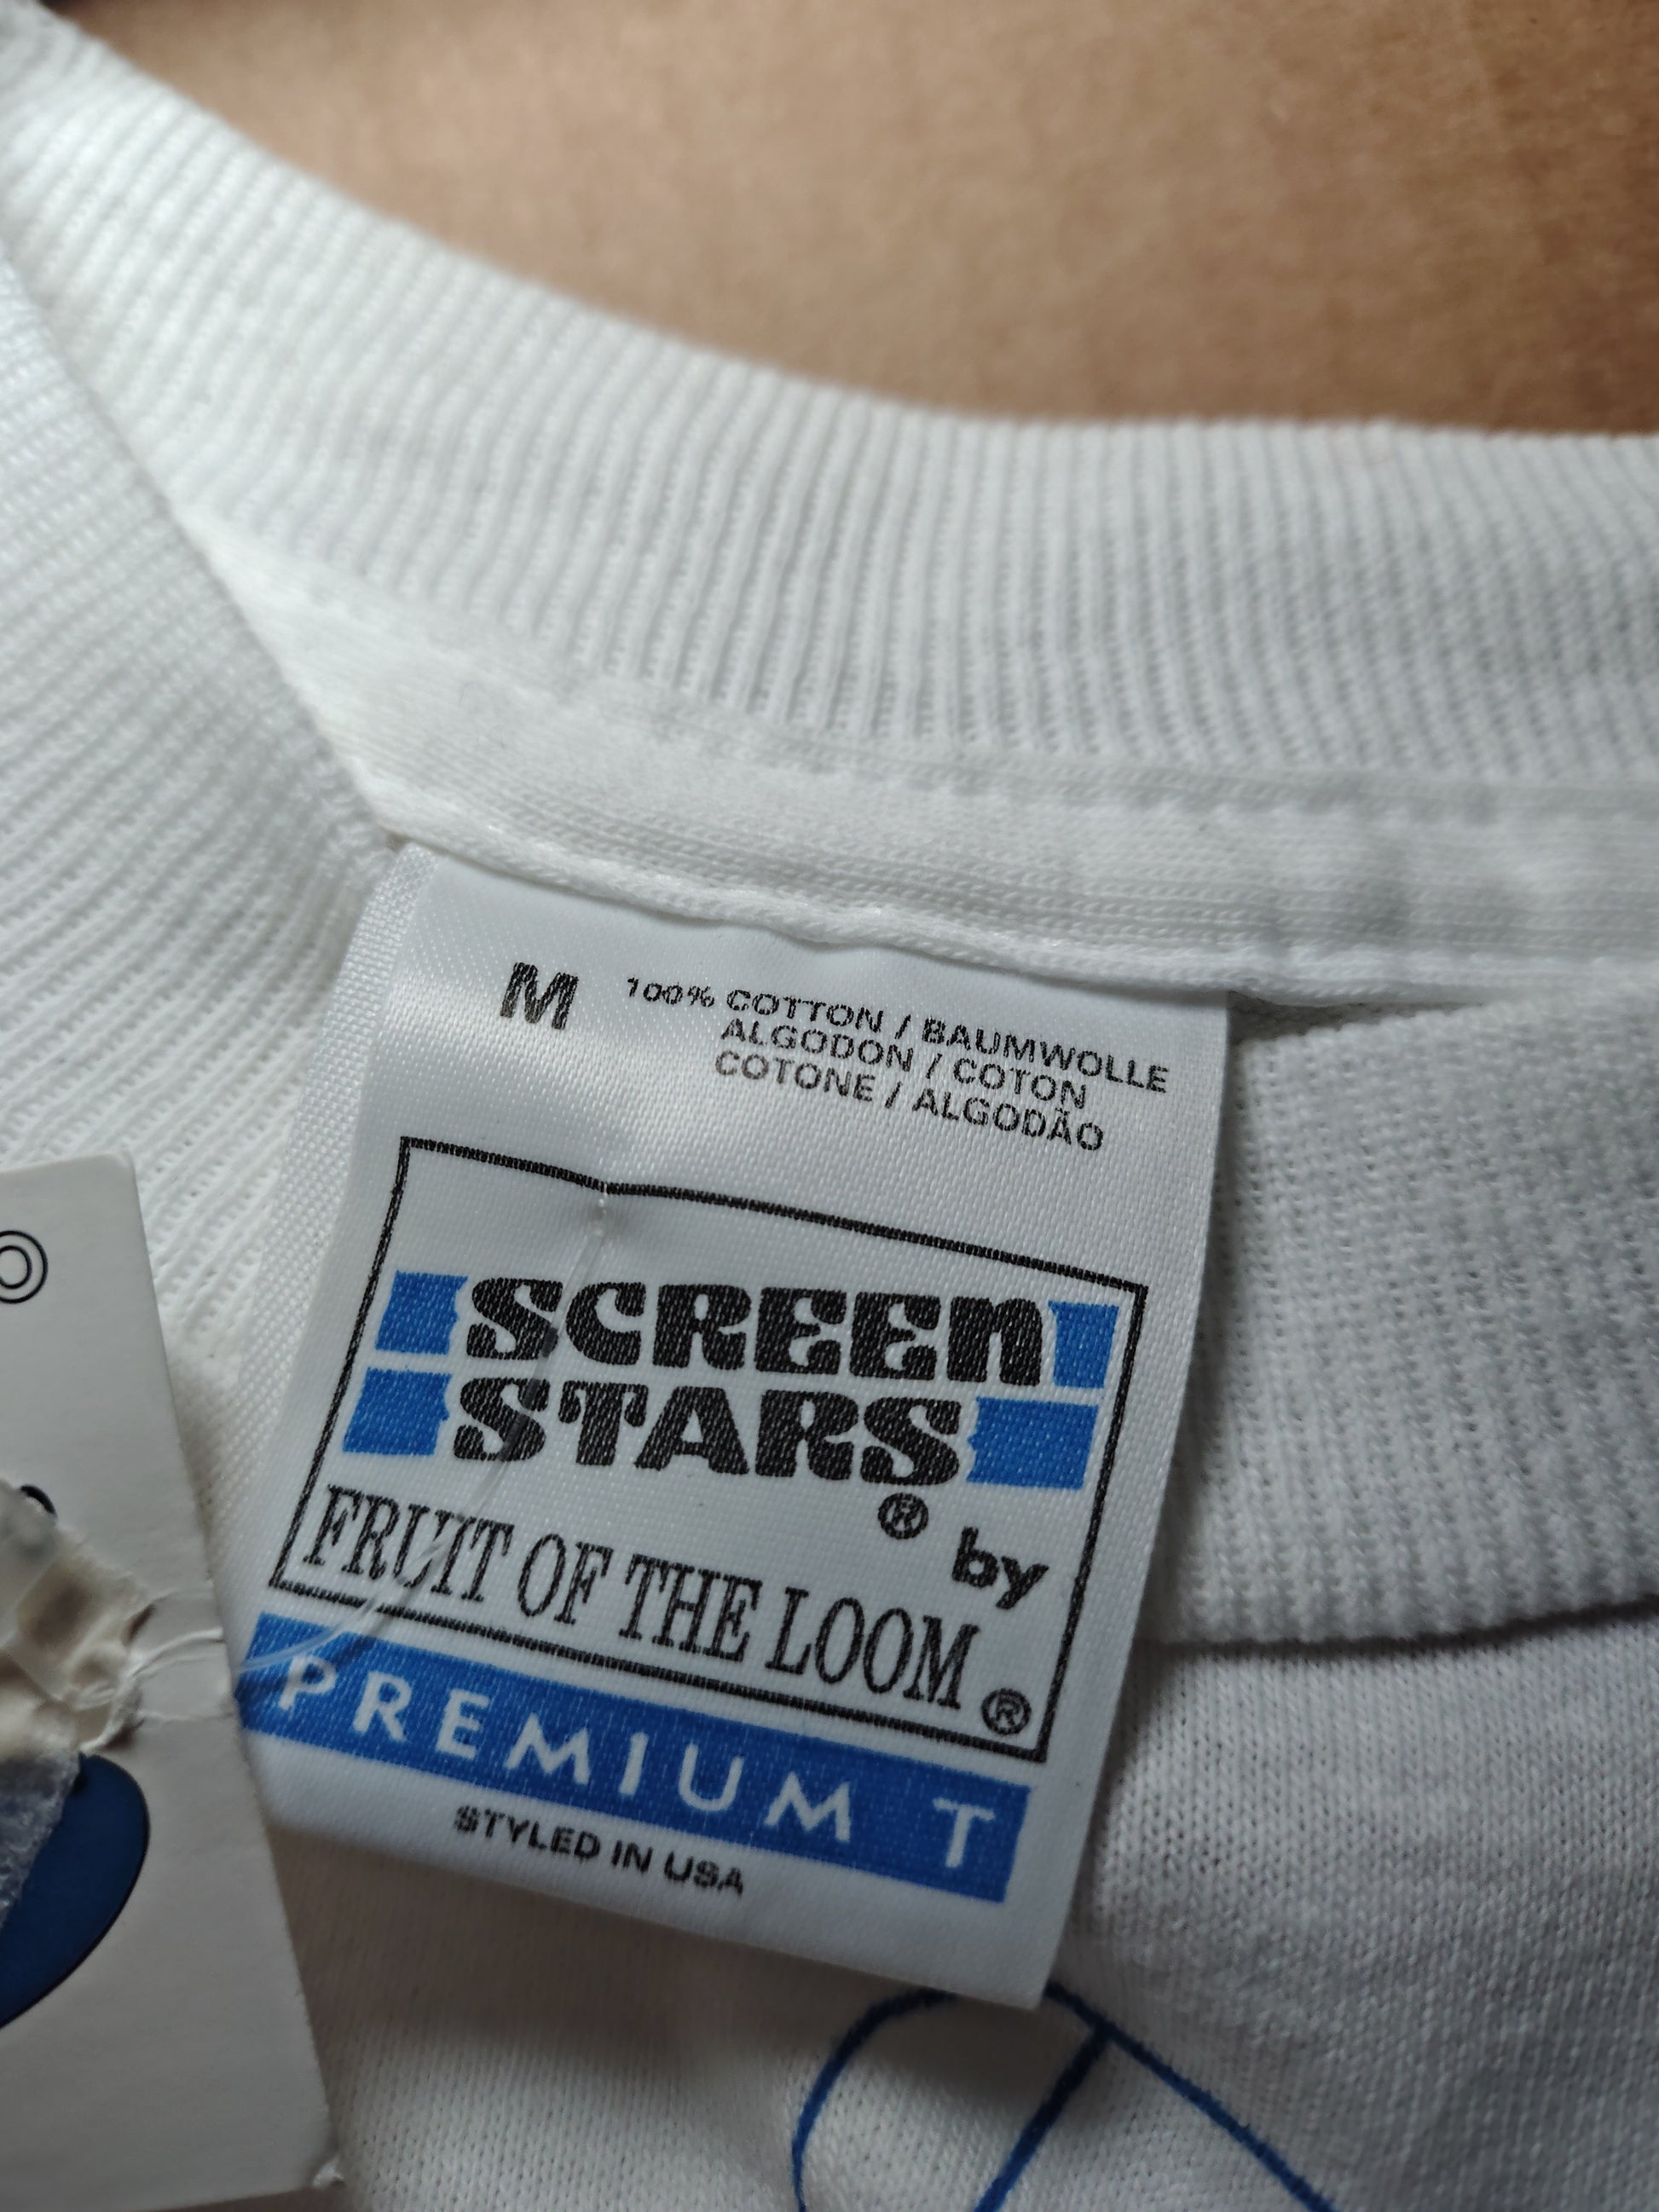 M 100% COTTON / BAUMWOLLE
ALGODON / COTON
COTONE / ALGODÃO
SCREEN
STARS® by
FRUIT OF THE LOOM®
PREMIUM T
STYLED IN USA